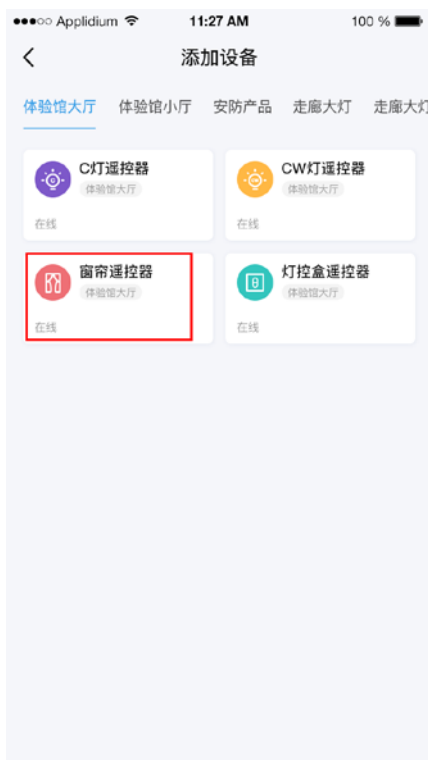 Applidium 11:27 AM 100 %
添加设备
体验馆大厅 体验馆小厅 安防产品 走廊大灯 走廊大灯
C灯遥控器
体验馆大厅
在线
CW灯遥控器
体验馆大厅
在线
窗帘遥控器
体验馆大厅
在线
灯控盒遥控器
体验馆大厅
在线